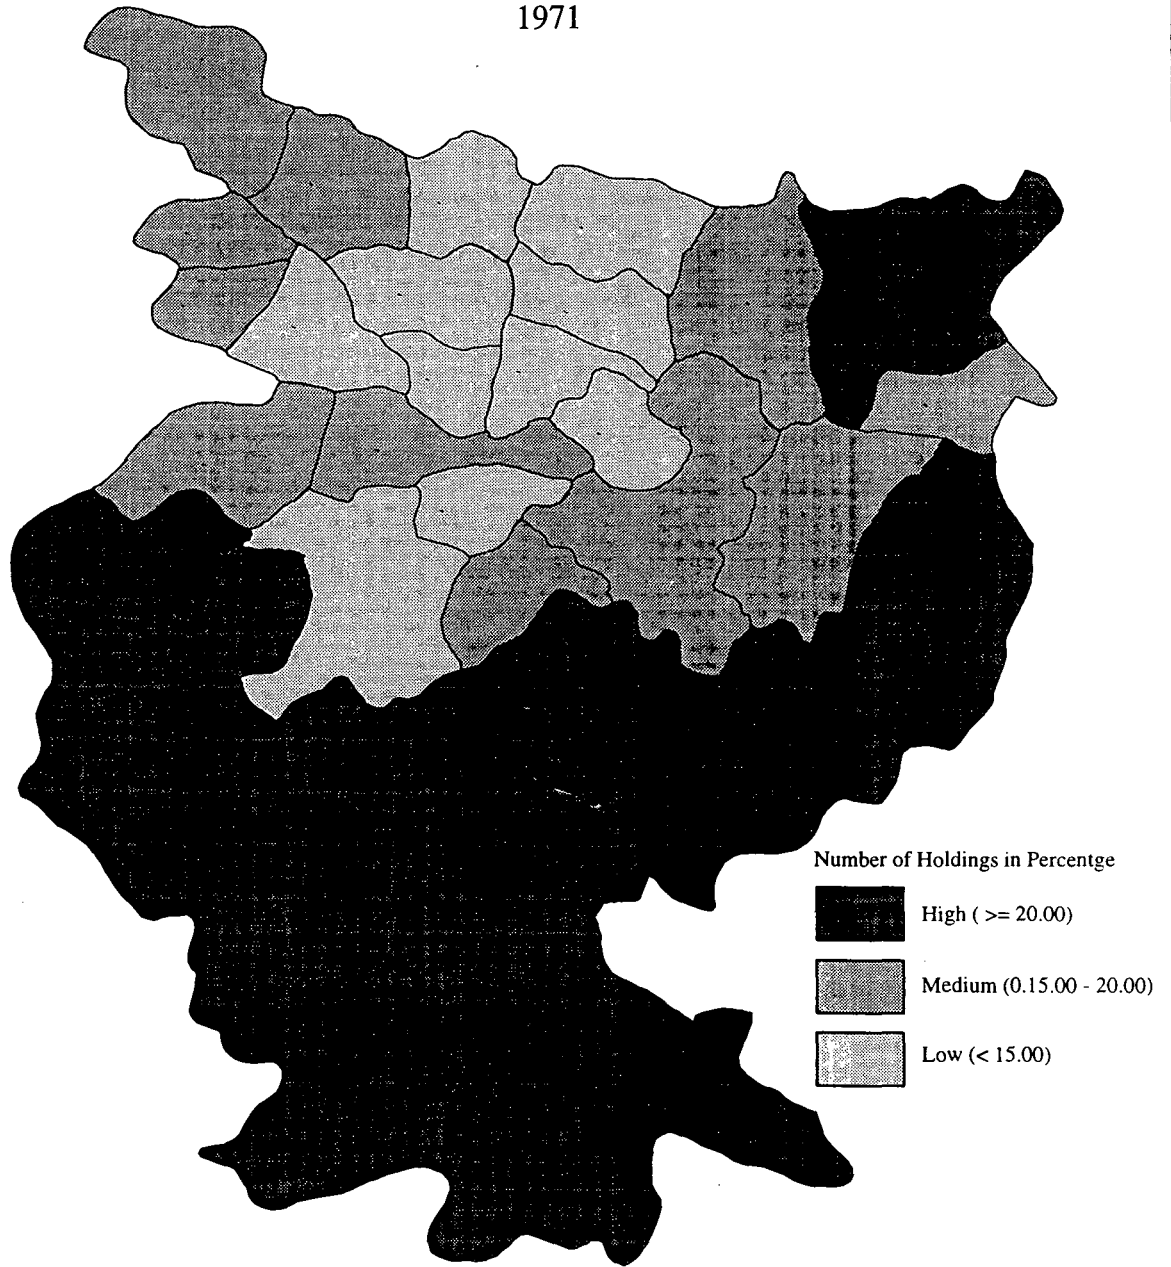 1971
Number of Holdings in Percentge
High ( >= 20.00)
Medium (0.15.00 - 20.00)
Low (< 15.00)